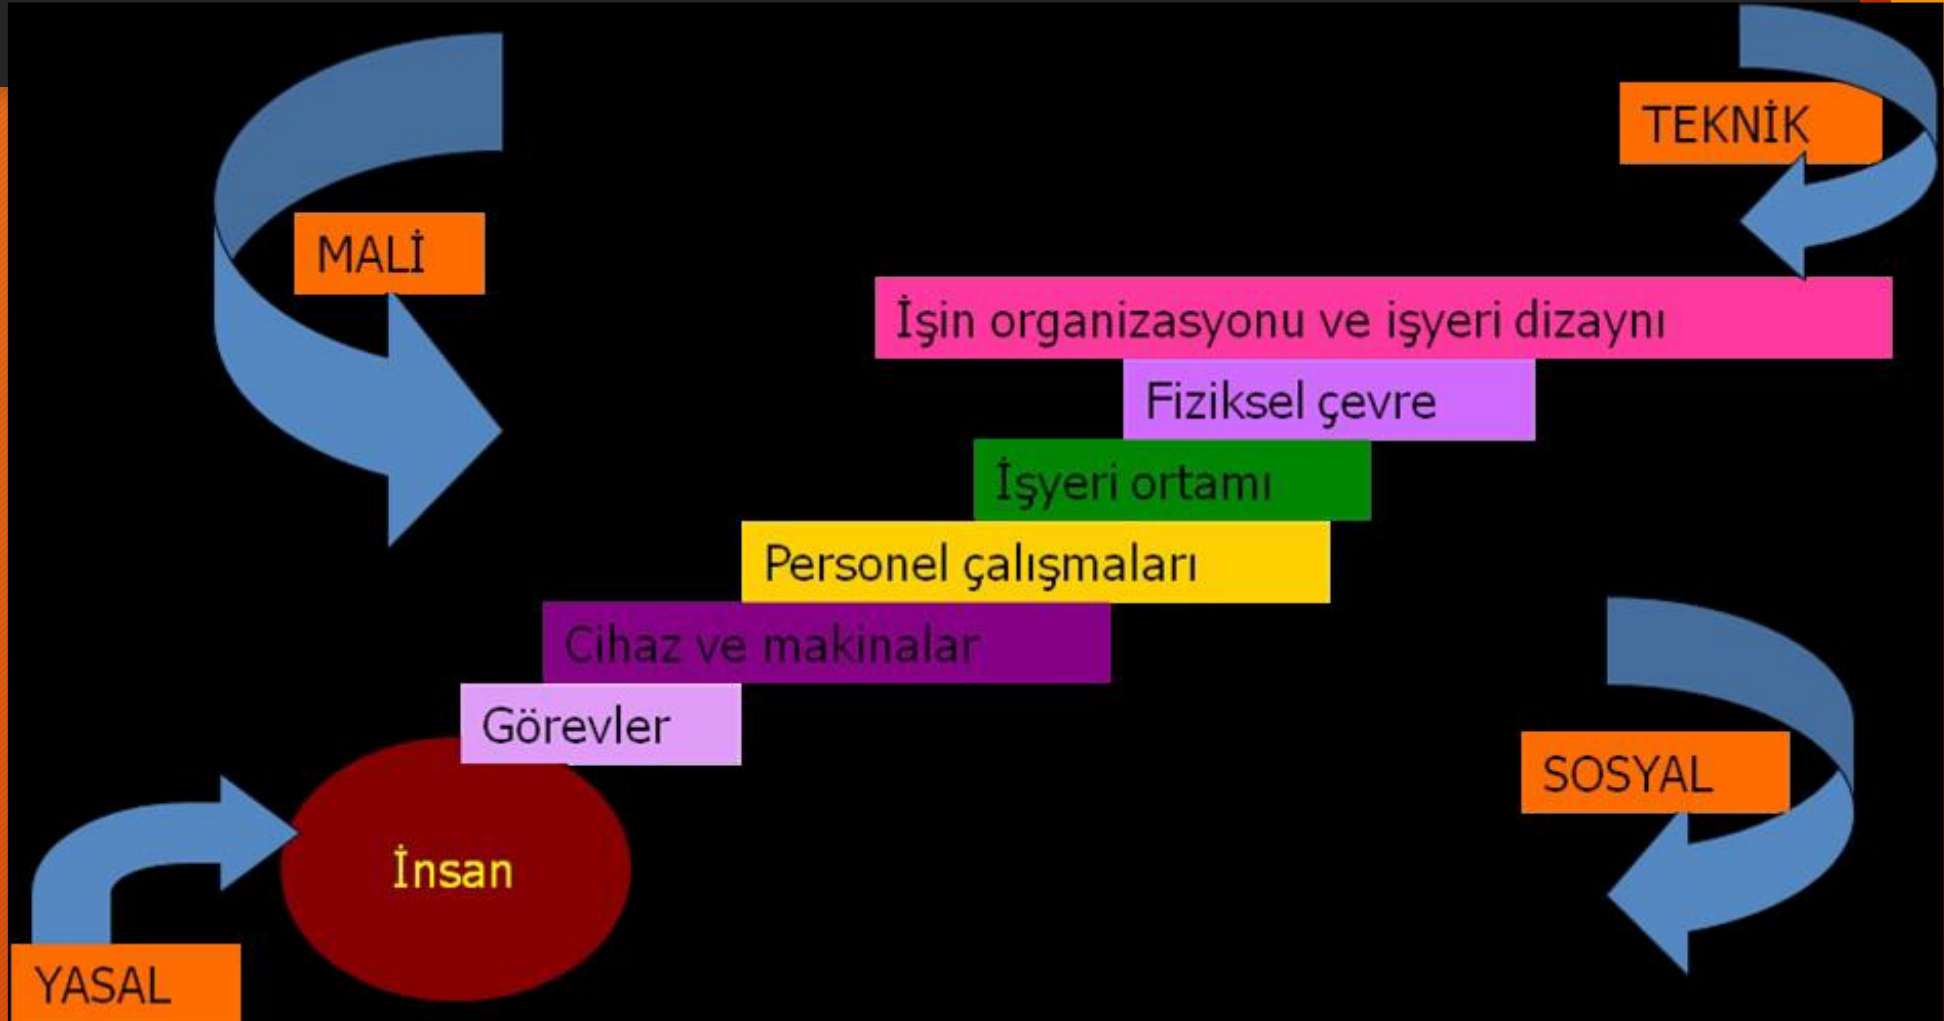 TEKNİK
MALİ
İşin organizasyonu ve işyeri dizaynı
Fiziksel çevre
İşyeri ortamı
Personel çalışmaları
Cihaz ve makinalar
Görevler
SOSYAL
İnsan
YASAL